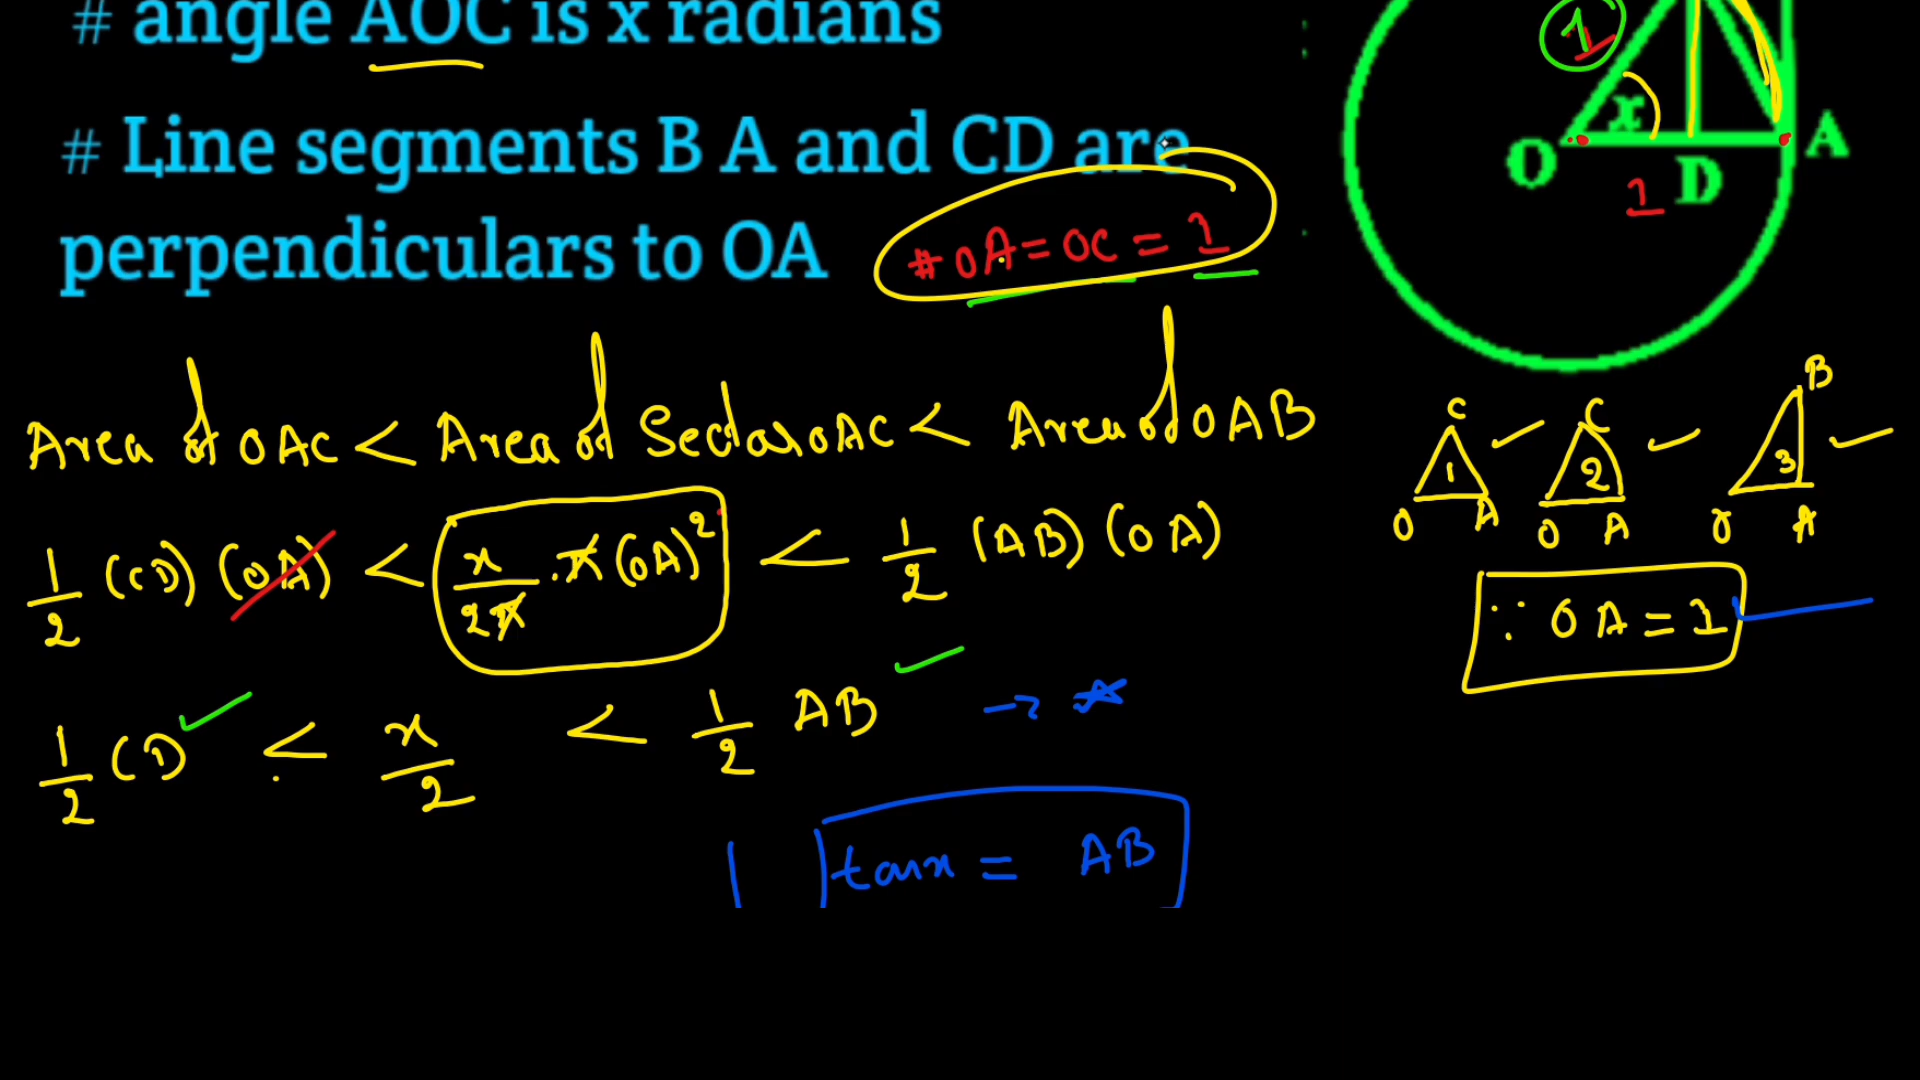 # angle AOC is x radians
# Line segments B A and CD are
perpendiculars to OA
#OA=OC=1
1
x
O
D
A
1
Area of OAC < Area of Sector OAC < Area of OAB
1/2 (CD) (OA) < x/2π . π (OA)² < 1/2 (AB) (OA)
1/2 CD < x/2 < 1/2 AB → ☆
tanx = AB
C
1
O A
C
2
O A
B
3
O A
∵ OA = 1